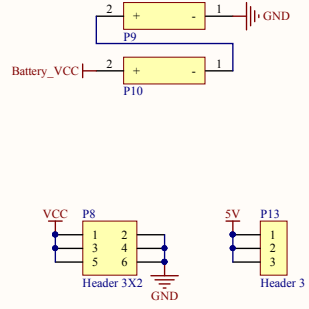 2 + - 1 GND
P9
Battery_VCC 2 + - 1
P10
VCC P8 5V P13
1 2 1
3 4 2
5 6 3
Header 3X2 Header 3
GND